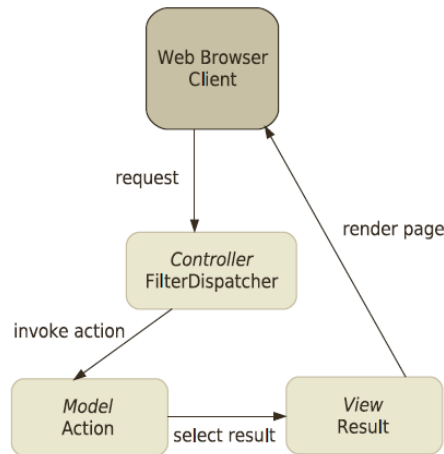 Web Browser
Client
request
render page
Controller
FilterDispatcher
invoke action
Model
Action
select result
View
Result